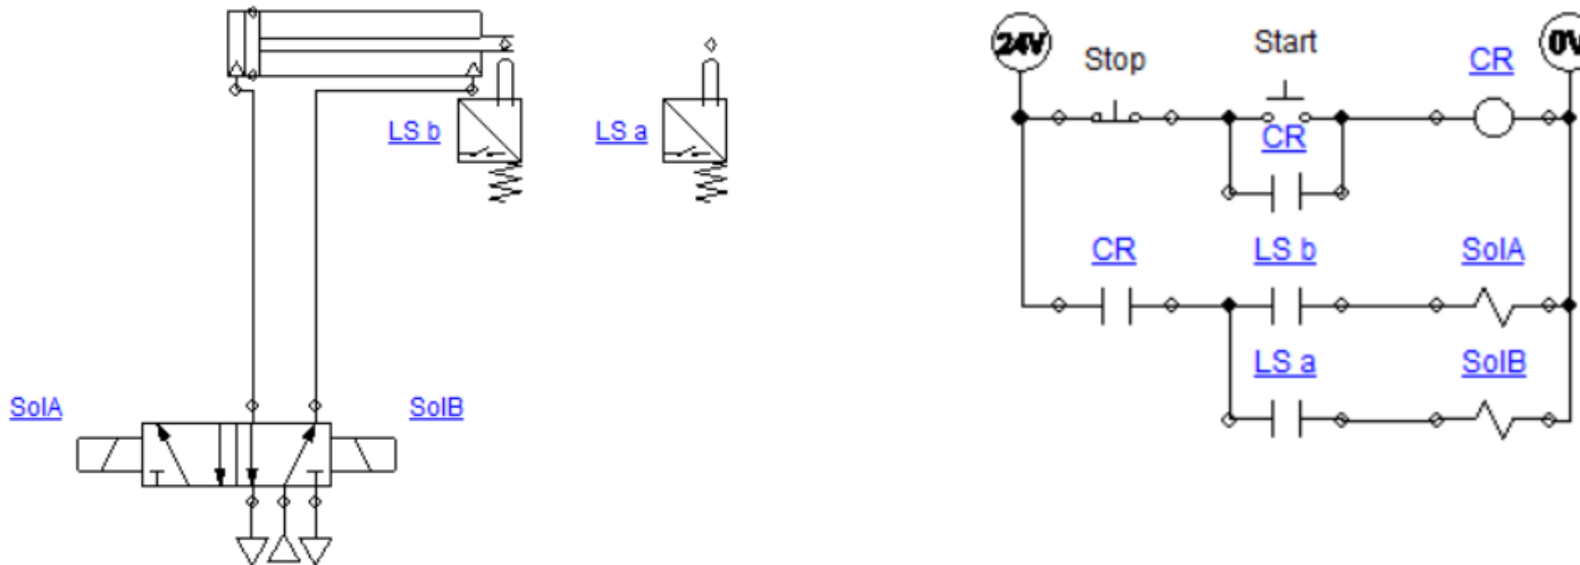 24V
Stop
Start
CR
0V
LS b
LS a
CR
CR
LS b
SolA
LS a
SolB
SolA
SolB